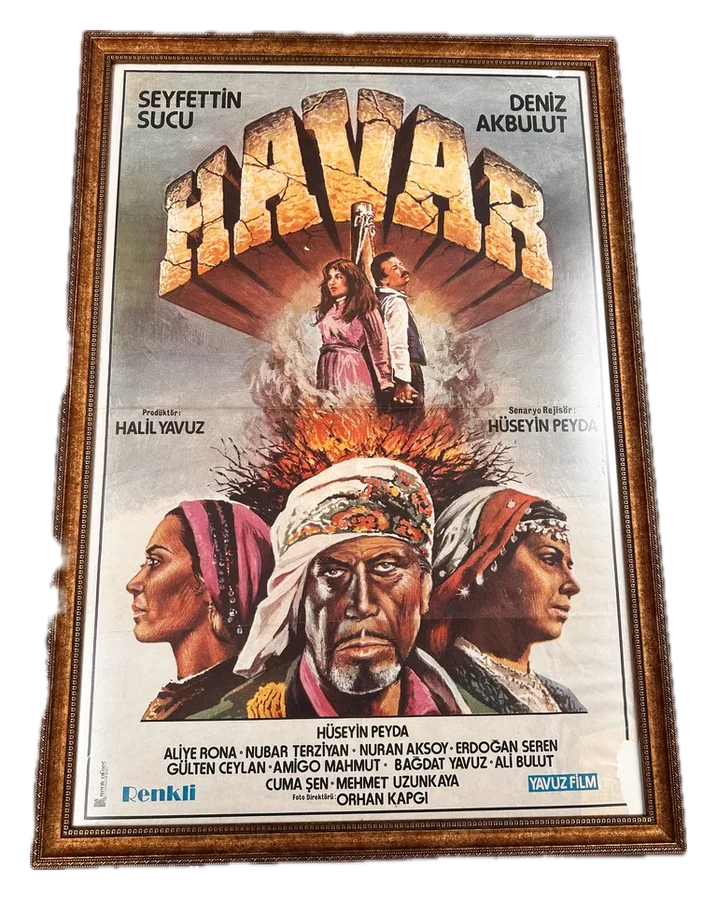 SEYFETTİN
SUCU
DENİZ
AKBULUT
HAVAR
Prodüktör:
HALİL YAVUZ
Senaryo Rejisör:
HÜSEYİN PEYDA
HÜSEYİN PEYDA
ALİYE RONA • NUBAR TERZİYAN • NURAN AKSOY • ERDOĞAN SEREN
GÜLTEN CEYLAN • AMİGO MAHMUT • BAĞDAT YAVUZ • ALİ BULUT
CUMA ŞEN • MEHMET UZUNKAYA
Foto Direktörü: ORHAN KAPGI
Renkli
YAVUZ FİLM